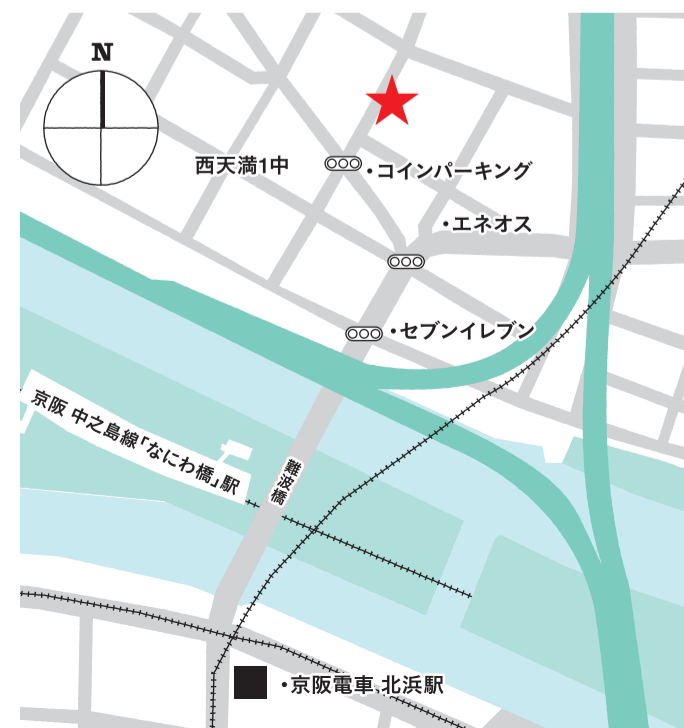 N
西天満1中
・コインパーキング
・エネオス
・セブンイレブン
京阪 中之島線「なにわ橋」駅
難波橋
・京阪電車、北浜駅